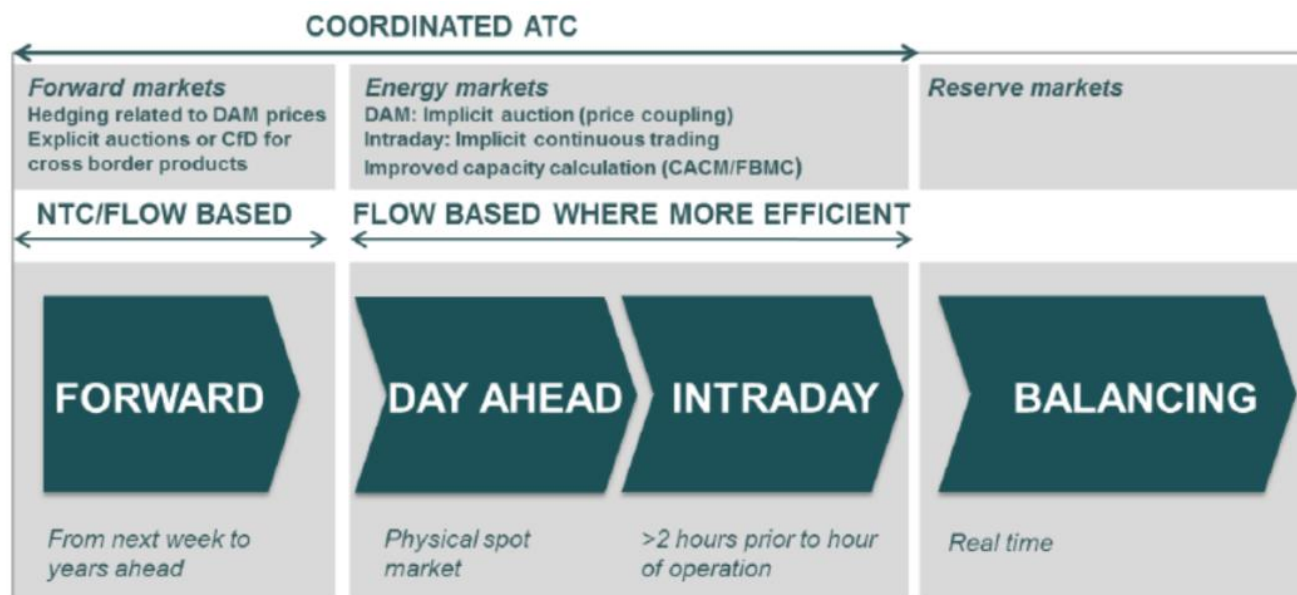 COORDINATED ATC
Forward markets
Hedging related to DAM prices
Explicit auctions or CfD for
cross border products
Energy markets
DAM: Implicit auction (price coupling)
Intraday: Implicit continuous trading
Improved capacity calculation (CACM/FBMC)
Reserve markets
NTC/FLOW BASED
FLOW BASED WHERE MORE EFFICIENT
FORWARD
DAY AHEAD
INTRADAY
BALANCING
From next week to
years ahead
Physical spot
market
>2 hours prior to hour
of operation
Real time